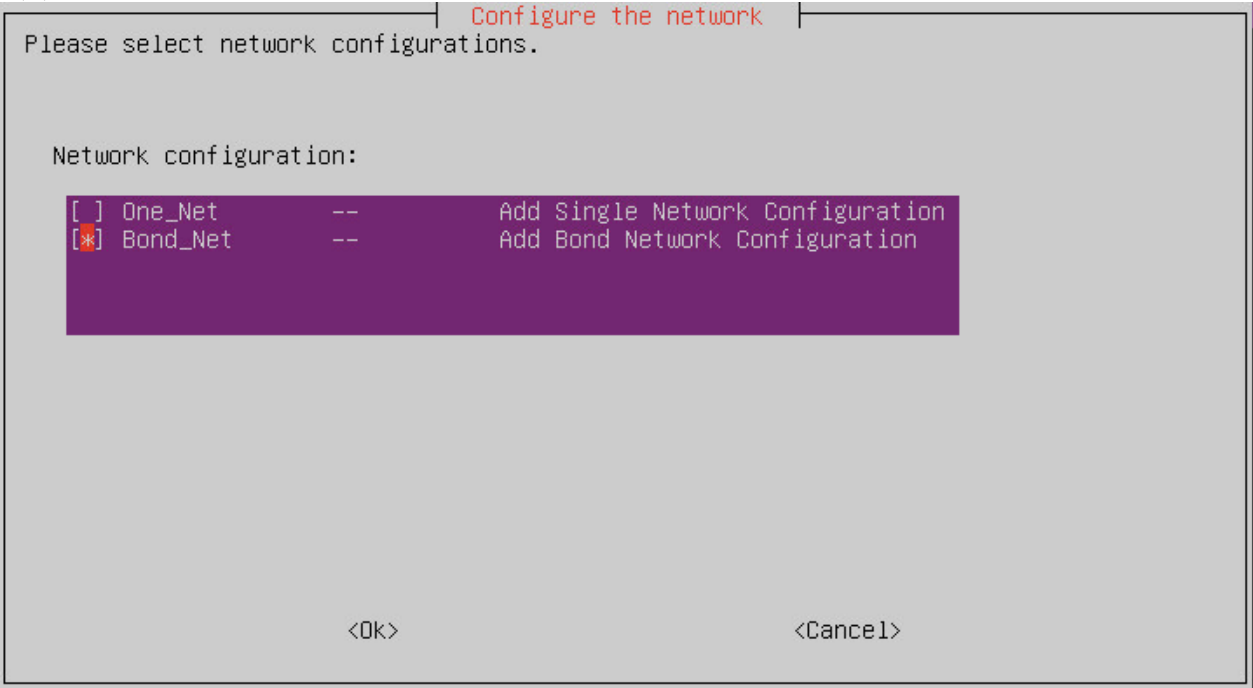 Configure the network
Please select network configurations.
Network configuration:
[ ] One_Net -- Add Single Network Configuration
[*] Bond_Net -- Add Bond Network Configuration
<Ok> <Cancel>